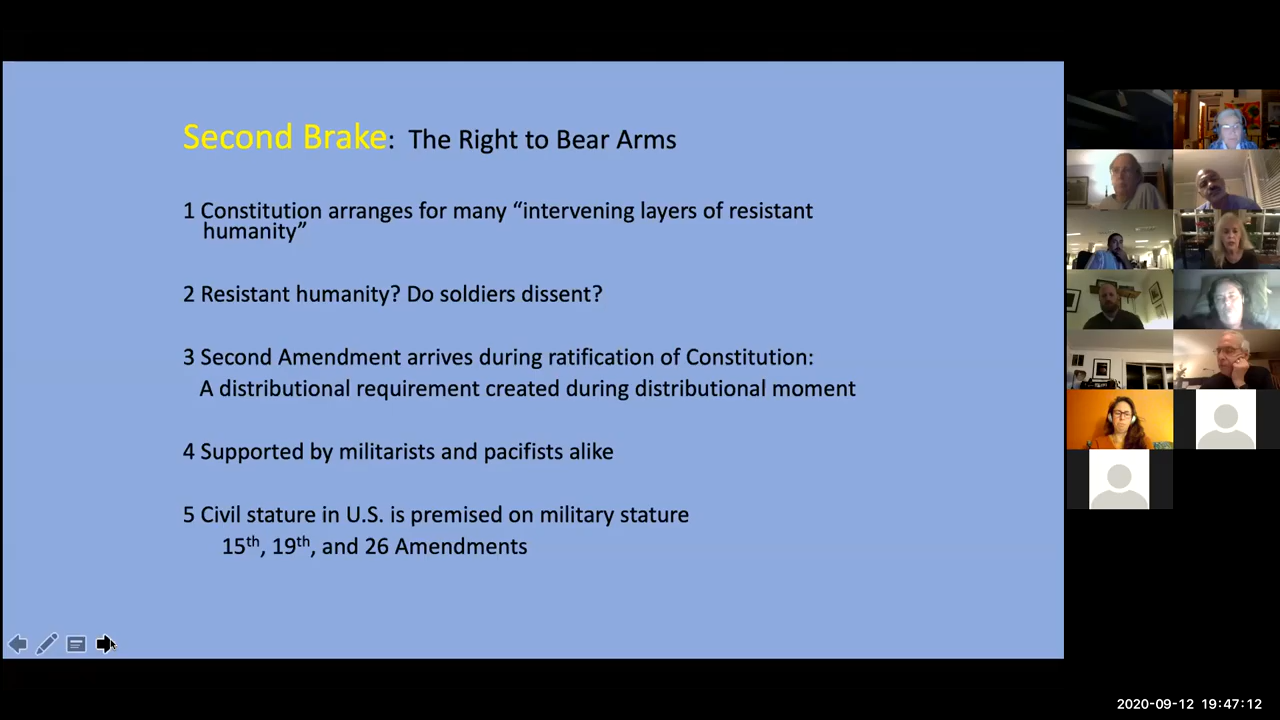 Second Brake: The Right to Bear Arms
1 Constitution arranges for many “intervening layers of resistant
humanity”
2 Resistant humanity? Do soldiers dissent?
3 Second Amendment arrives during ratification of Constitution:
A distributional requirement created during distributional moment
4 Supported by militarists and pacifists alike
5 Civil stature in U.S. is premised on military stature
15th, 19th, and 26 Amendments
2020-09-12 19:47:12